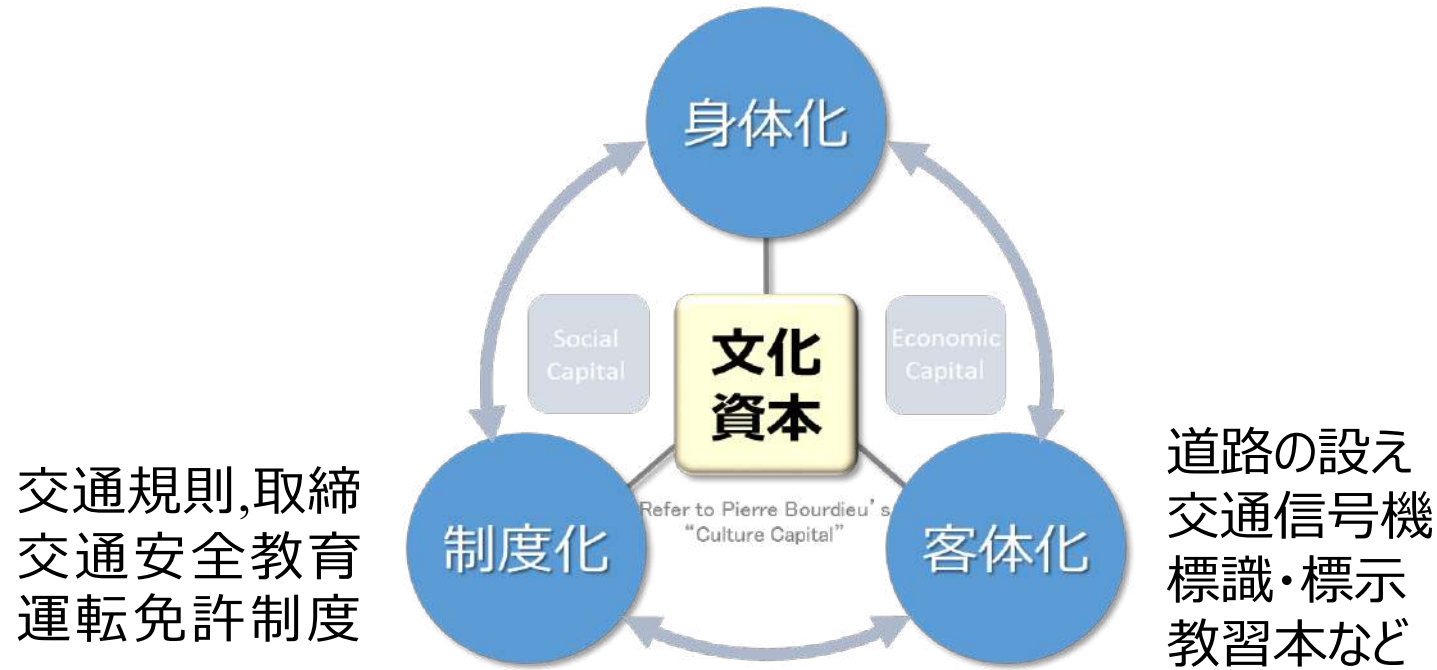 身体化
Social
Capital
文化
資本
Economic
Capital
交通規則,取締
交通安全教育
運転免許制度
制度化
Refer to Pierre Bourdieu's
“Culture Capital”
客体化
道路の設え
交通信号機
標識・標示
教習本など